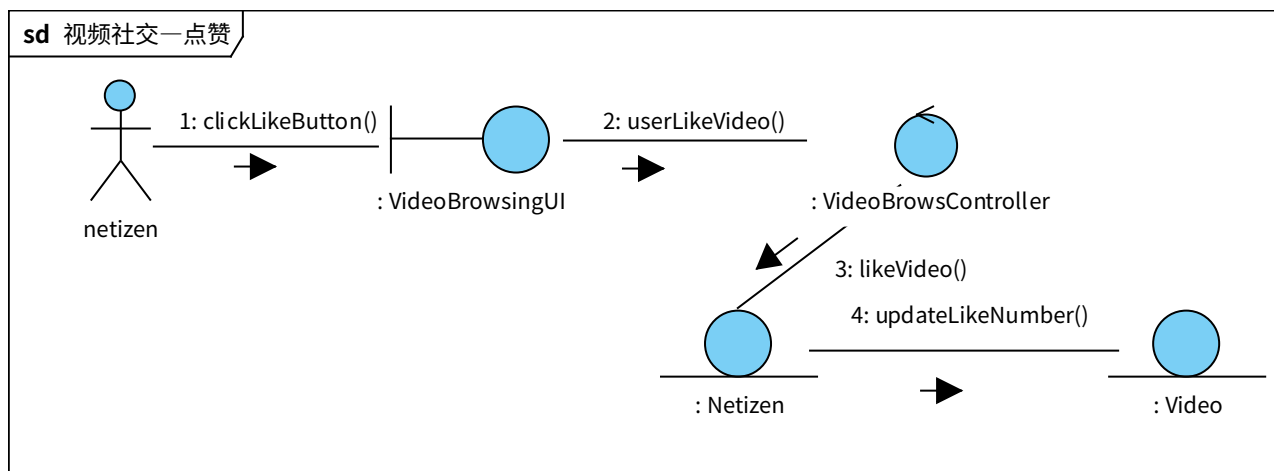 sd 视频社交—点赞
1: clickLikeButton()
2: userLikeVideo()
: VideoBrowsingUI
: VideoBrowsController
netizen
3: likeVideo()
4: updateLikeNumber()
: Netizen
: Video